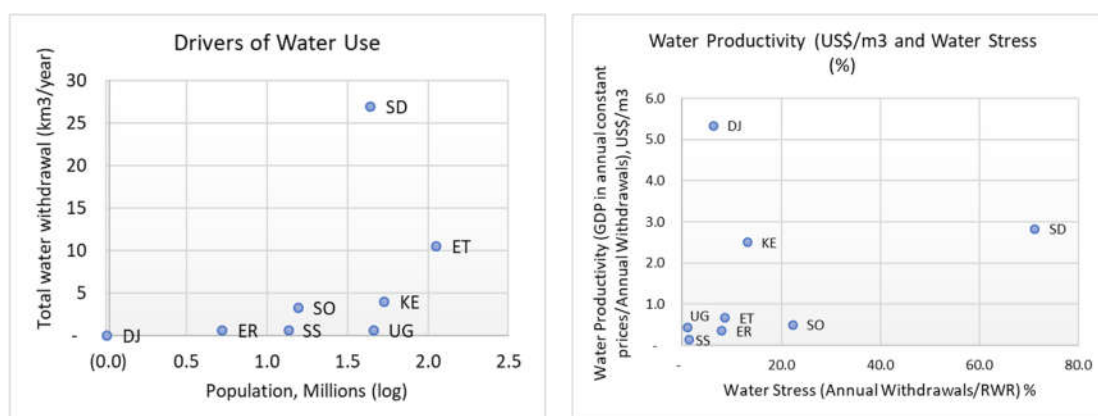 Drivers of Water Use
Total water withdrawal (km3/year)
30
25
20
15
10
5
-
SD
ET
SO
KE
ER
SS
UG
DJ
(0.0) 0.5 1.0 1.5 2.0 2.5
Population, Millions (log)
Water Productivity (US$/m3 and Water Stress
(%)
Water Productivity (GDP in annual constant
prices/Annual Withdrawals), US$/m3
6.0
5.0
4.0
3.0
2.0
1.0
-
DJ
SD
KE
UG
ET
SO
ER
SS
- 20.0 40.0 60.0 80.0
Water Stress (Annual Withdrawals/RWR) %